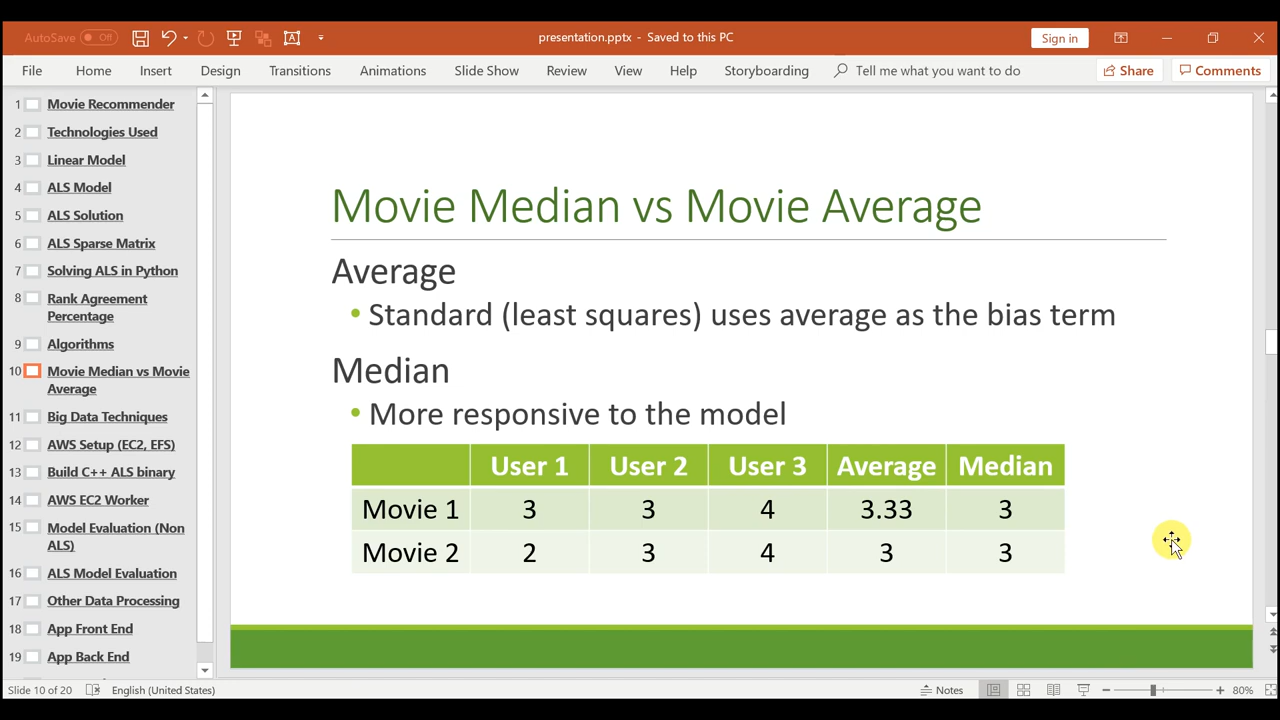 AutoSave Off
presentation.pptx - Saved to this PC
Sign in
File Home Insert Design Transitions Animations Slide Show Review View Help Storyboarding Tell me what you want to do Share Comments
1 Movie Recommender
2 Technologies Used
3 Linear Model
4 ALS Model
5 ALS Solution
6 ALS Sparse Matrix
7 Solving ALS in Python
8 Rank Agreement
Percentage
9 Algorithms
10 Movie Median vs Movie
Average
11 Big Data Techniques
12 AWS Setup (EC2, EFS)
13 Build C++ ALS binary
14 AWS EC2 Worker
15 Model Evaluation (Non
ALS)
16 ALS Model Evaluation
17 Other Data Processing
18 App Front End
19 App Back End
Movie Median vs Movie Average
Average
• Standard (least squares) uses average as the bias term
Median
• More responsive to the model
User 1 User 2 User 3 Average Median
Movie 1 3 3 4 3.33 3
Movie 2 2 3 4 3 3
Slide 10 of 20 English (United States) Notes 80%